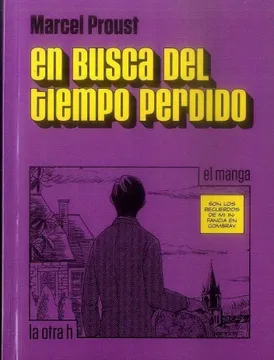 Marcel Proust
EN BUSCA DEL
TIEMPO PERDIDO
el manga
SON LOS
RECUERDOS
DE MI IN-
FANCIA EN
COMBRAY.
la otra h